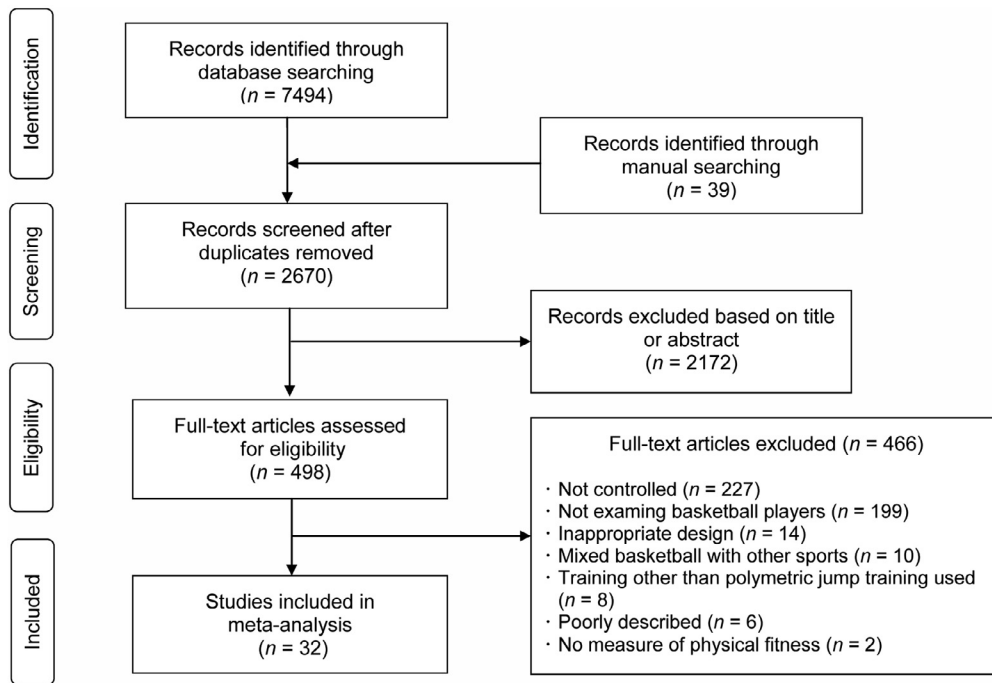 Identification
Records identified through
database searching
(n = 7494)
Records identified through
manual searching
(n = 39)
Screening
Records screened after
duplicates removed
(n = 2670)
Records excluded based on title
or abstract
(n = 2172)
Eligibility
Full-text articles assessed
for eligibility
(n = 498)
Full-text articles excluded (n = 466)
· Not controlled (n = 227)
· Not examing basketball players (n = 199)
· Inappropriate design (n = 14)
· Mixed basketball with other sports (n = 10)
· Training other than polymetric jump training used
(n = 8)
· Poorly described (n = 6)
· No measure of physical fitness (n = 2)
Included
Studies included in
meta-analysis
(n = 32)